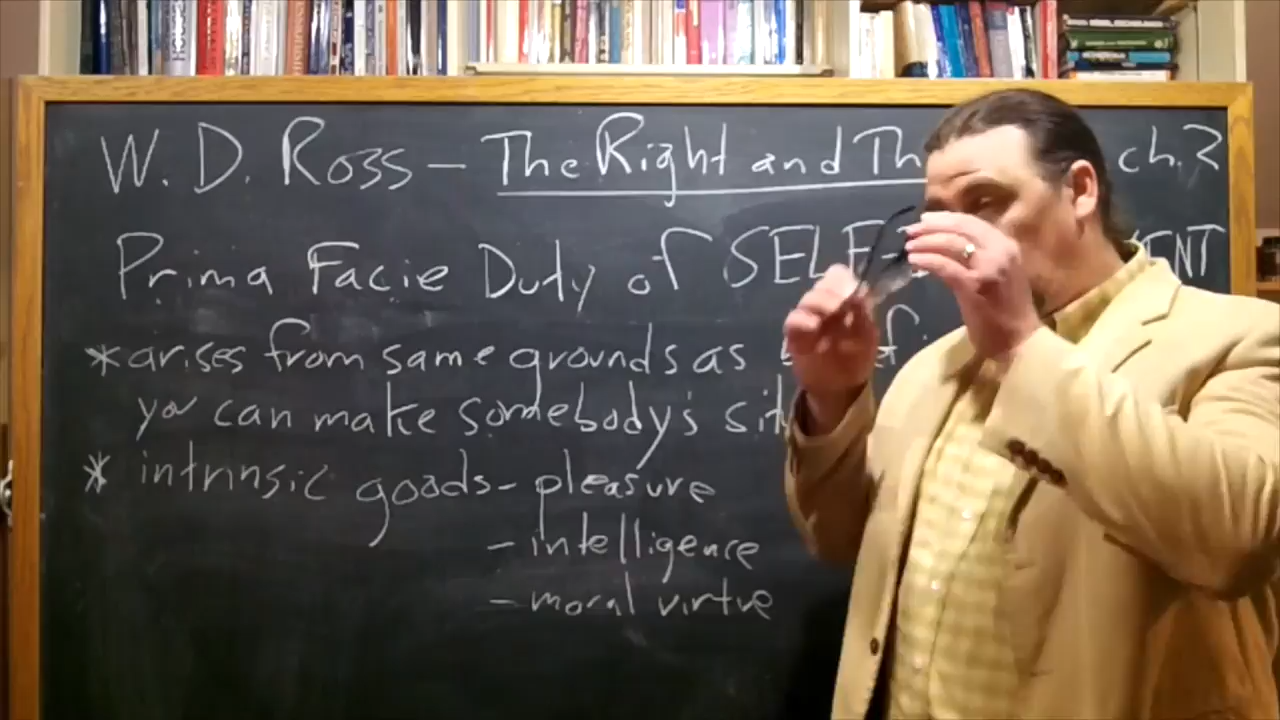 W. D. Ross - The Right and Th ch. 2
Prima Facie Duty of SELF- ENT
* arises from same grounds as
you can make somebody's sit
* intrinsic goods - pleasure
- intelligence
- moral virtue